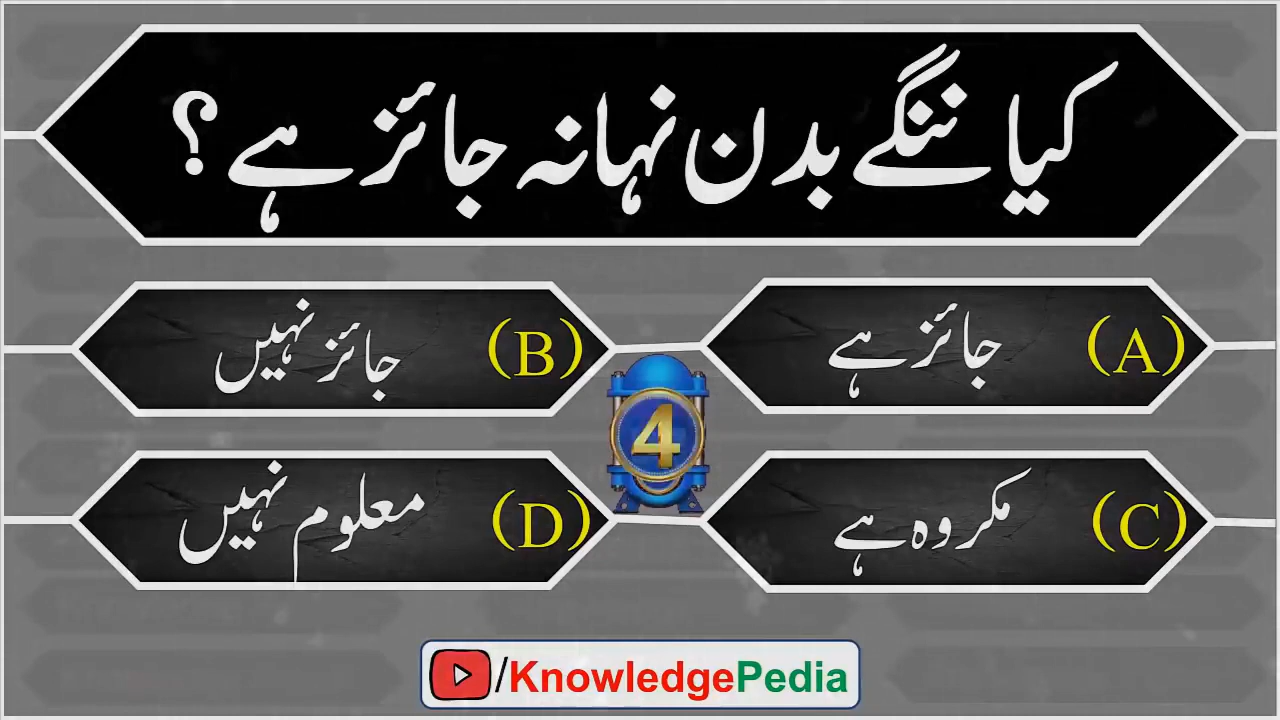 کیا ننگے بدن نہانہ جائز ہے ؟
(A) جائز ہے
(B) جائز نہیں
4
(C) مکروہ ہے
(D) معلوم نہیں
/KnowledgePedia